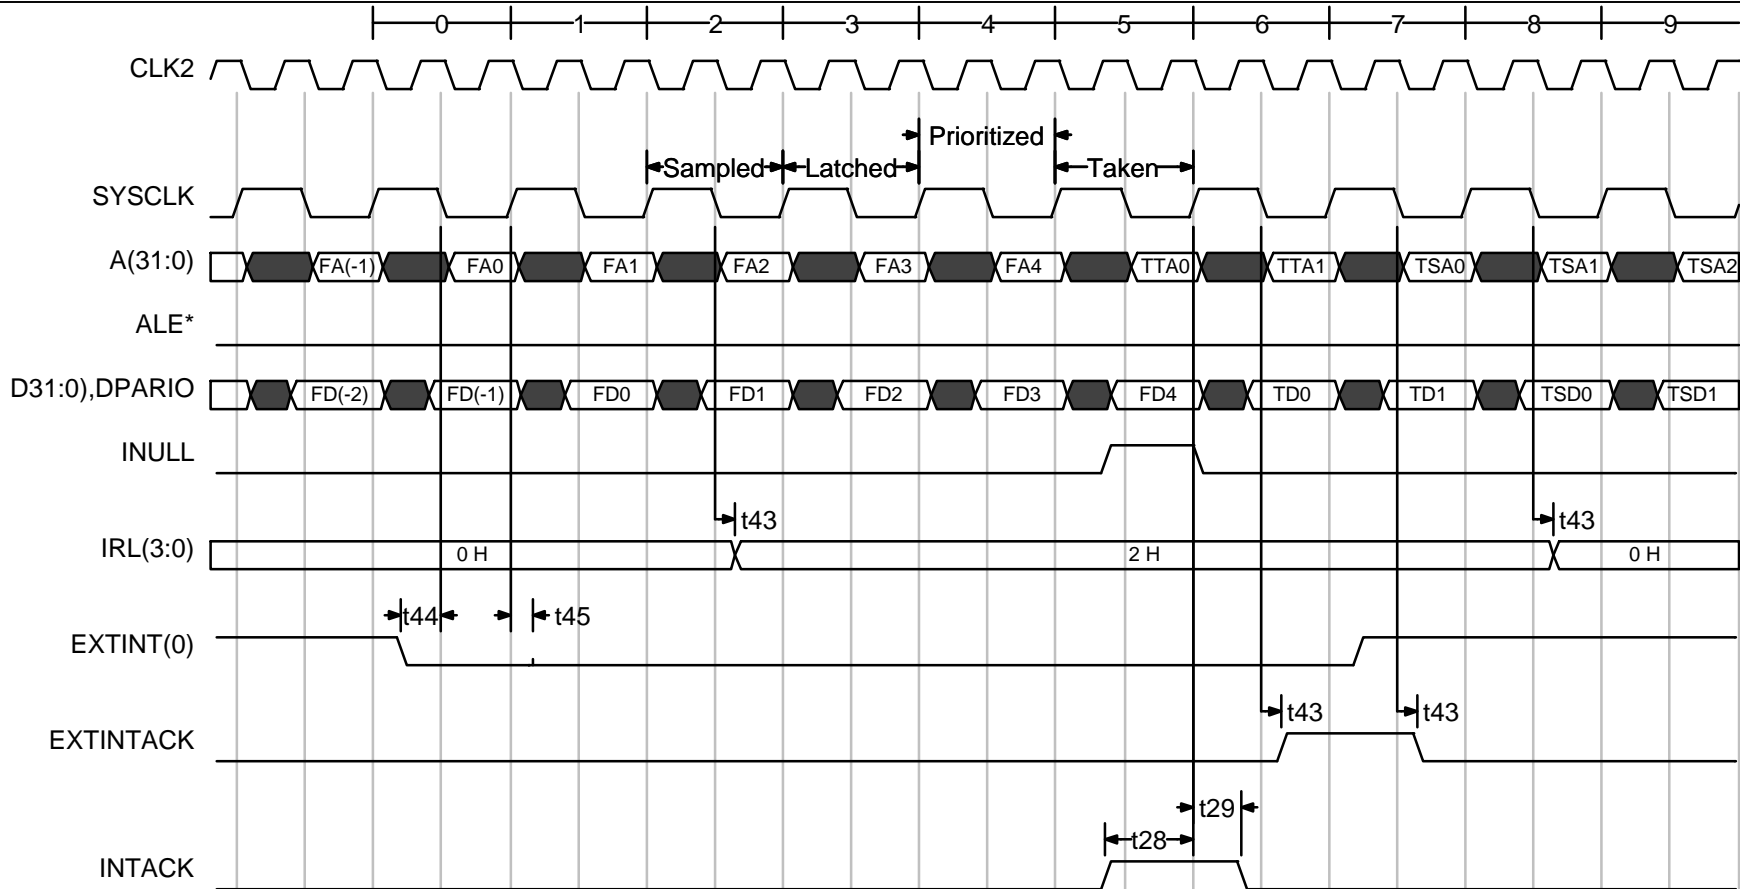 0 1 2 3 4 5 6 7 8 9
CLK2
Prioritized
Sampled Latched Taken
SYSCLK
A(31:0) FA(-1) FA0 FA1 FA2 FA3 FA4 TTA0 TTA1 TSA0 TSA1 TSA2
ALE*
D31:0),DPARIO FD(-2) FD(-1) FD0 FD1 FD2 FD3 FD4 TD0 TD1 TSD0 TSD1
INULL
t43 t43
IRL(3:0) 0 H 2 H 0 H
t44 t45
EXTINT(0)
t43 t43
EXTINTACK
t29
t28
INTACK